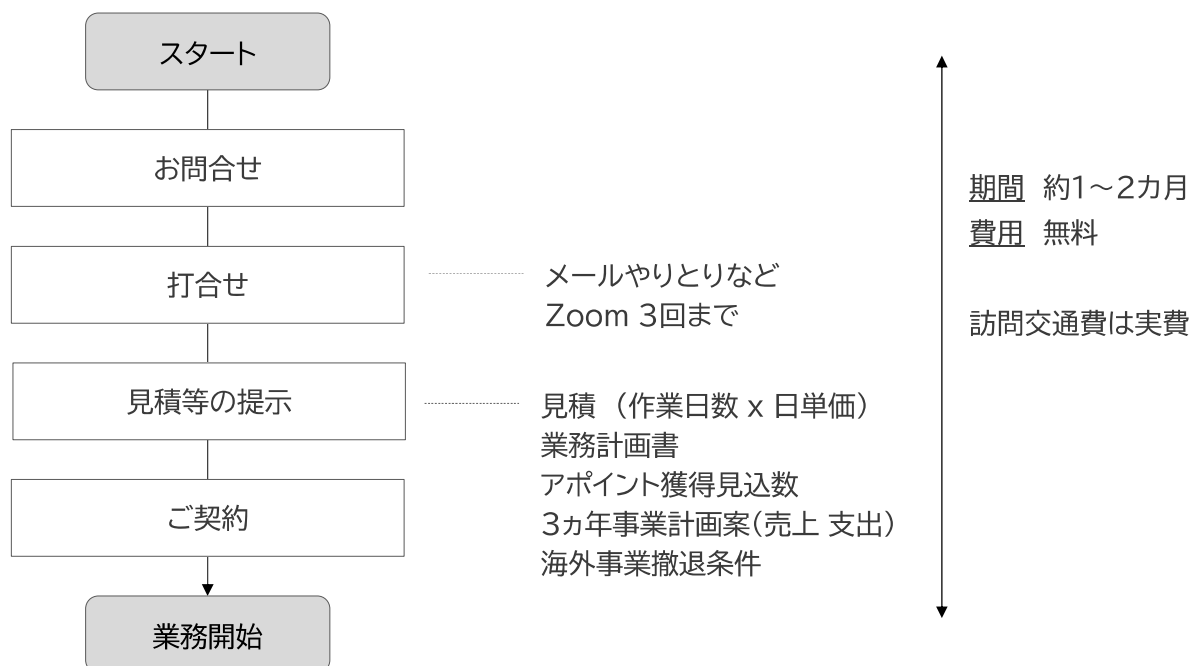 スタート
お問合せ
打合せ
メールやりとりなど
Zoom 3回まで
見積等の提示
見積 （作業日数 x 日単価）
業務計画書
アポイント獲得見込数
3ヵ年事業計画案（売上 支出）
海外事業撤退条件
ご契約
業務開始
期間 約1～2カ月
費用 無料
訪問交通費は実費